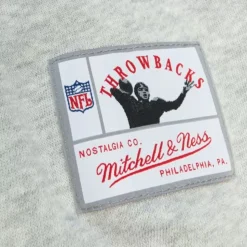 THROWBACKS
NFL
NOSTALGIA CO.
Mitchell & Ness
PHILADELPHIA, PA.